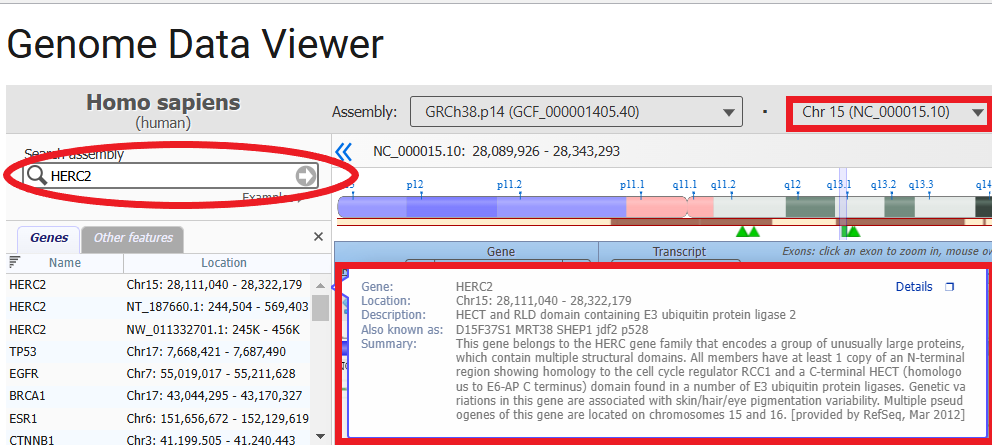 Genome Data Viewer
Homo sapiens
(human)
Assembly: GRCh38.p14 (GCF_000001405.40) Chr 15 (NC_000015.10)
Search assembly
HERC2
NC_000015.10: 28,089,926 - 28,343,293
p12 p11.2 p11.1 q11.1 q11.2 q12 q13.1 q13.2 q13.3 q14
Genes Other features
Name Location
HERC2 Chr15: 28,111,040 - 28,322,179
HERC2 NT_187660.1: 244,504 - 569,403
HERC2 NW_011332701.1: 245K - 456K
TP53 Chr17: 7,668,421 - 7,687,490
EGFR Chr7: 55,019,017 - 55,211,628
BRCA1 Chr17: 43,044,295 - 43,170,327
ESR1 Chr6: 151,656,672 - 152,129,619
CTNNB1 Chr3: 41,199,505 - 41,240,443
Gene Transcript Exons: click an exon to zoom in, mouse
Gene: HERC2 Details
Location: Chr15: 28,111,040 - 28,322,179
Description: HECT and RLD domain containing E3 ubiquitin protein ligase 2
Also known as: D15F37S1 MRT38 SHEP1 jdf2 p528
Summary: This gene belongs to the HERC gene family that encodes a group of unusually large proteins,
which contain multiple structural domains. All members have at least 1 copy of an N-terminal
region showing homology to the cell cycle regulator RCC1 and a C-terminal HECT (homologo
us to E6-AP C terminus) domain found in a number of E3 ubiquitin protein ligases. Genetic va
riations in this gene are associated with skin/hair/eye pigmentation variability. Multiple pseud
ogenes of this gene are located on chromosomes 15 and 16. [provided by RefSeq, Mar 2012]